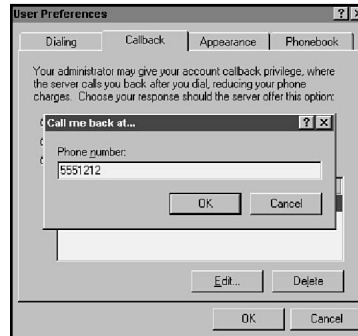 User Preferences
Dialing Callback Appearance Phonebook
Your administrator may give your account callback privilege, where
the server calls you back after you dial, reducing your phone
charges. Choose your response should the server offer this option:
Call me back at...
Phone number:
5551212
OK Cancel
Edit... Delete
OK Cancel